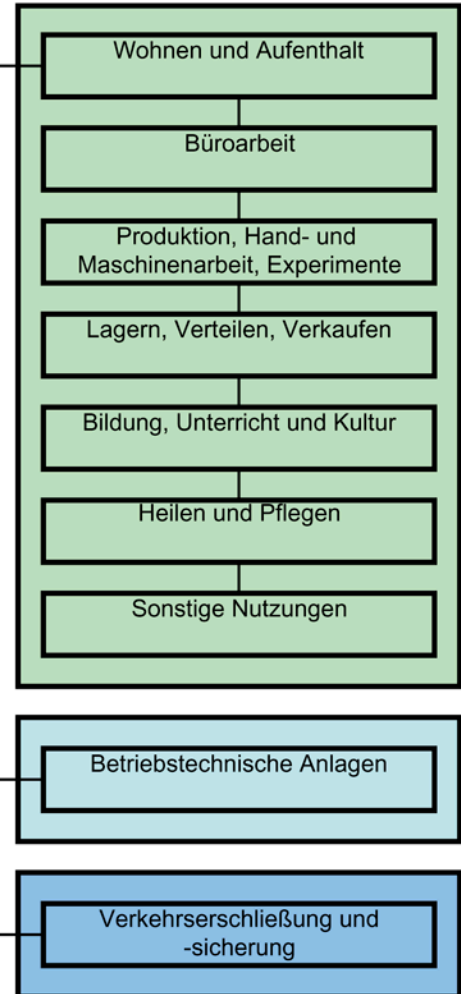 Wohnen und Aufenthalt
Büroarbeit
Produktion, Hand- und
Maschinenarbeit, Experimente
Lagern, Verteilen, Verkaufen
Bildung, Unterricht und Kultur
Heilen und Pflegen
Sonstige Nutzungen
Betriebstechnische Anlagen
Verkehrserschließung und
-sicherung